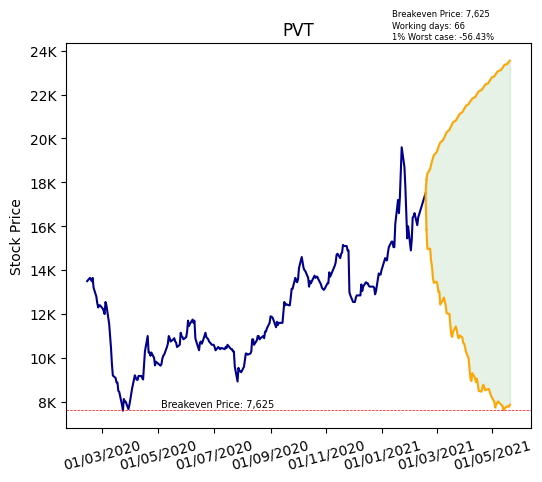 Breakeven Price: 7,625
Working days: 66
1% Worst case: -56.43%
PVT
24K
22K
20K
18K
16K
14K
12K
10K
8K
Stock Price
Breakeven Price: 7,625
01/03/2020
01/05/2020
01/07/2020
01/09/2020
01/11/2020
01/01/2021
01/03/2021
01/05/2021